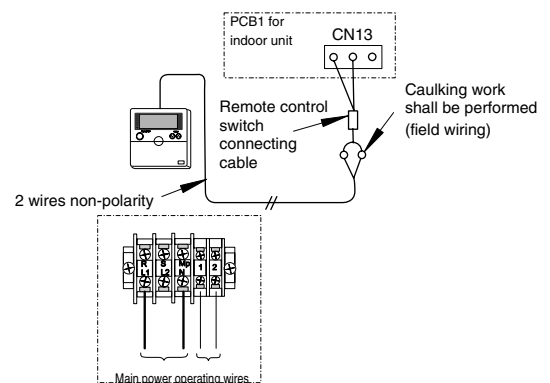 PCB1 for
indoor unit
CN13
Remote control
switch
connecting
cable
Caulking work
shall be performed
(field wiring)
2 wires non-polarity
R
L1
S
L2
Mp
N
1
2
Main power operating wires